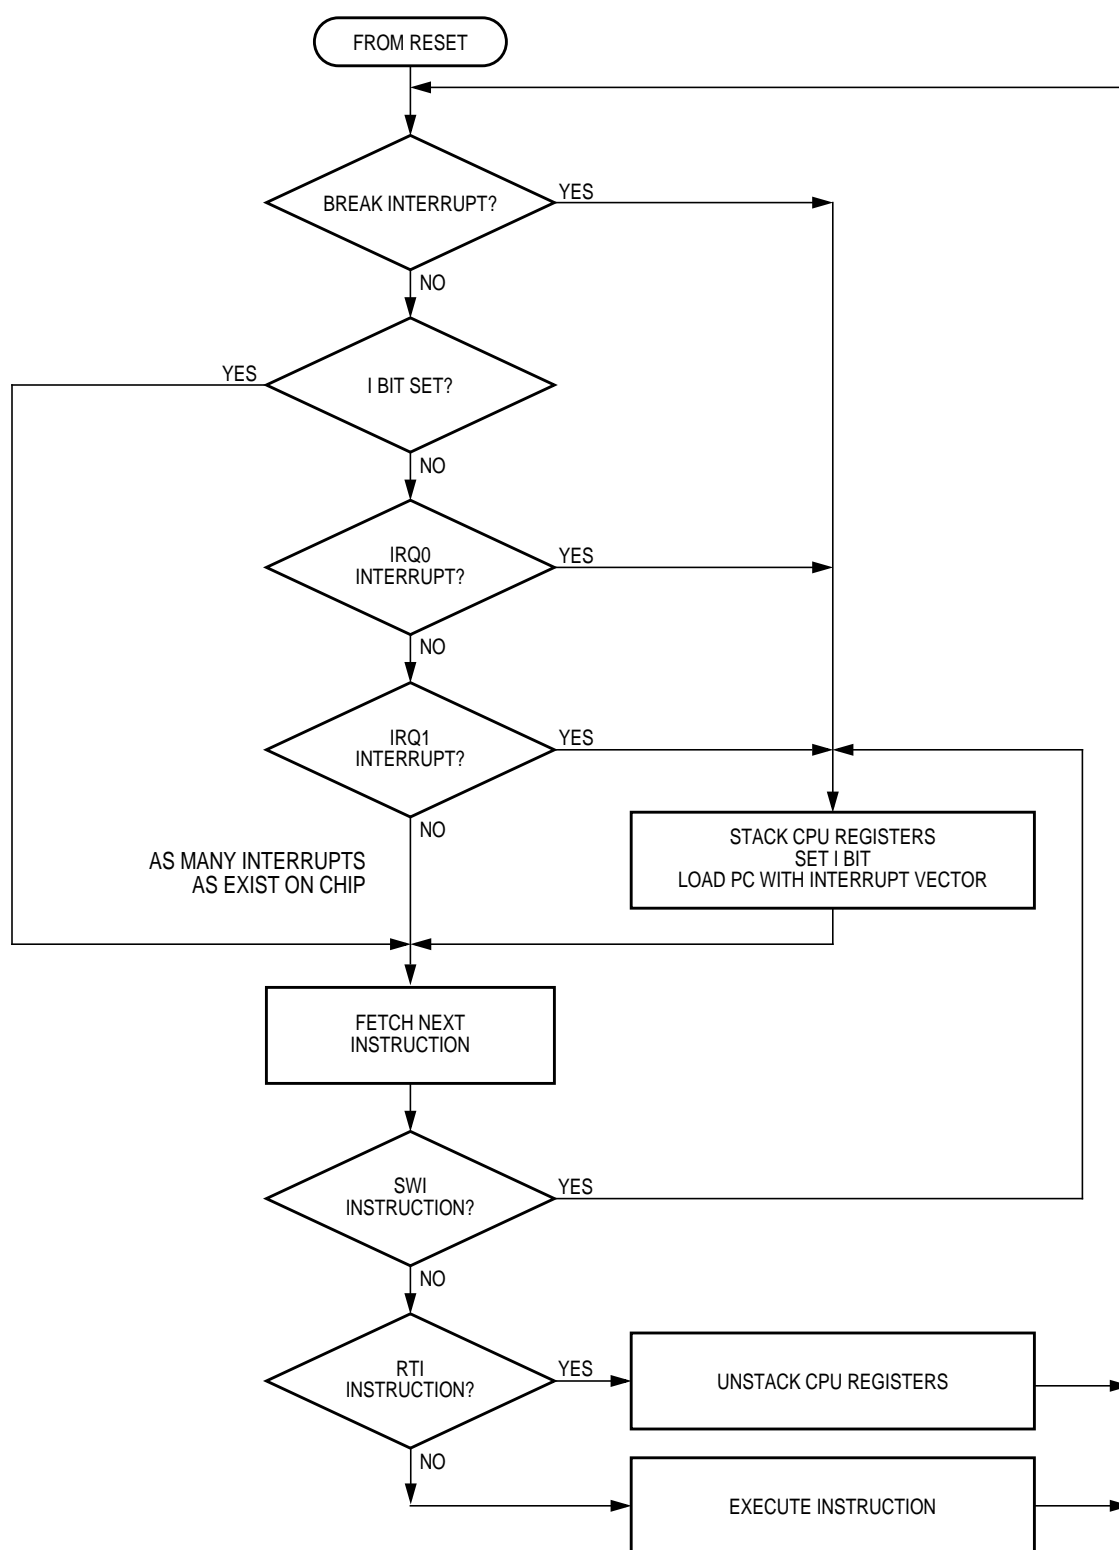 FROM RESET
BREAK INTERRUPT?
YES
NO
I BIT SET?
YES
NO
IRQ0
INTERRUPT?
YES
NO
IRQ1
INTERRUPT?
YES
NO
AS MANY INTERRUPTS
AS EXIST ON CHIP
STACK CPU REGISTERS
SET I BIT
LOAD PC WITH INTERRUPT VECTOR
FETCH NEXT
INSTRUCTION
SWI
INSTRUCTION?
YES
NO
RTI
INSTRUCTION?
YES
UNSTACK CPU REGISTERS
NO
EXECUTE INSTRUCTION